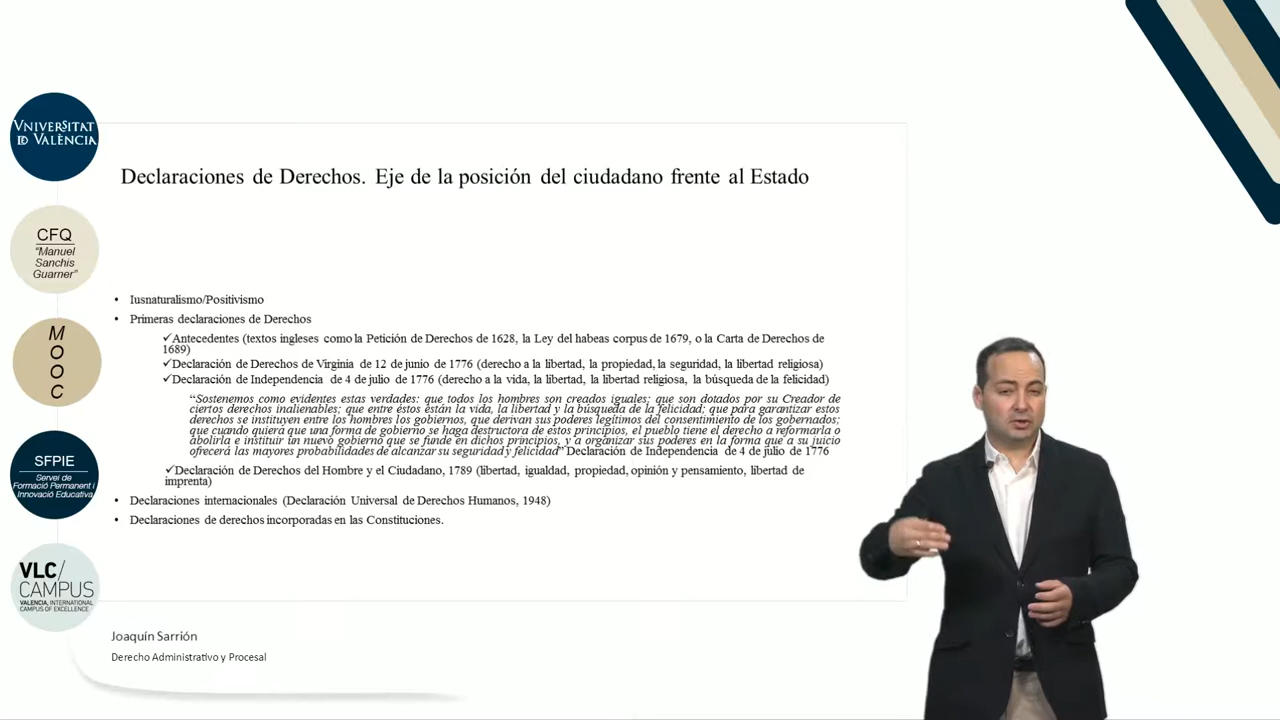 VNIVERSITAT
ID VALÈNCIA
CFQ
“Manuel
Sanchis
Guarner”
M
O
O
C
SFPIE
Servei de
Formació Permanent i
Innovació Educativa
VLC/
CAMPUS
VALENCIA, INTERNATIONAL
CAMPUS OF EXCELLENCE
Declaraciones de Derechos. Eje de la posición del ciudadano frente al Estado
• Iusnaturalismo/Positivismo
• Primeras declaraciones de Derechos
✓Antecedentes (textos ingleses como la Petición de Derechos de 1628, la Ley del habeas corpus de 1679, o la Carta de Derechos de
1689)
✓Declaración de Derechos de Virginia de 12 de junio de 1776 (derecho a la libertad, la propiedad, la seguridad, la libertad religiosa)
✓Declaración de Independencia de 4 de julio de 1776 (derecho a la vida, la libertad, la libertad religiosa, la búsqueda de la felicidad)
“Sostenemos como evidentes estas verdades: que todos los hombres son creados iguales; que son dotados por su Creador de
ciertos derechos inalienables; que entre éstos están la vida, la libertad y la búsqueda de la felicidad; que para garantizar estos
derechos se instituyen entre los hombres los gobiernos, que derivan sus poderes legítimos del consentimiento de los gobernados;
que cuando quiera que una forma de gobierno se haga destructora de estos principios, el pueblo tiene el derecho a reformarla o
abolirla e instituir un nuevo gobierno que se funde en dichos principios, y a organizar sus poderes en la forma que a su juicio
ofrecerá las mayores probabilidades de alcanzar su seguridad y felicidad” Declaración de Independencia de 4 de julio de 1776
✓Declaración de Derechos del Hombre y el Ciudadano, 1789 (libertad, igualdad, propiedad, opinión y pensamiento, libertad de
imprenta)
• Declaraciones internacionales (Declaración Universal de Derechos Humanos, 1948)
• Declaraciones de derechos incorporadas en las Constituciones.
Joaquín Sarrión
Derecho Administrativo y Procesal